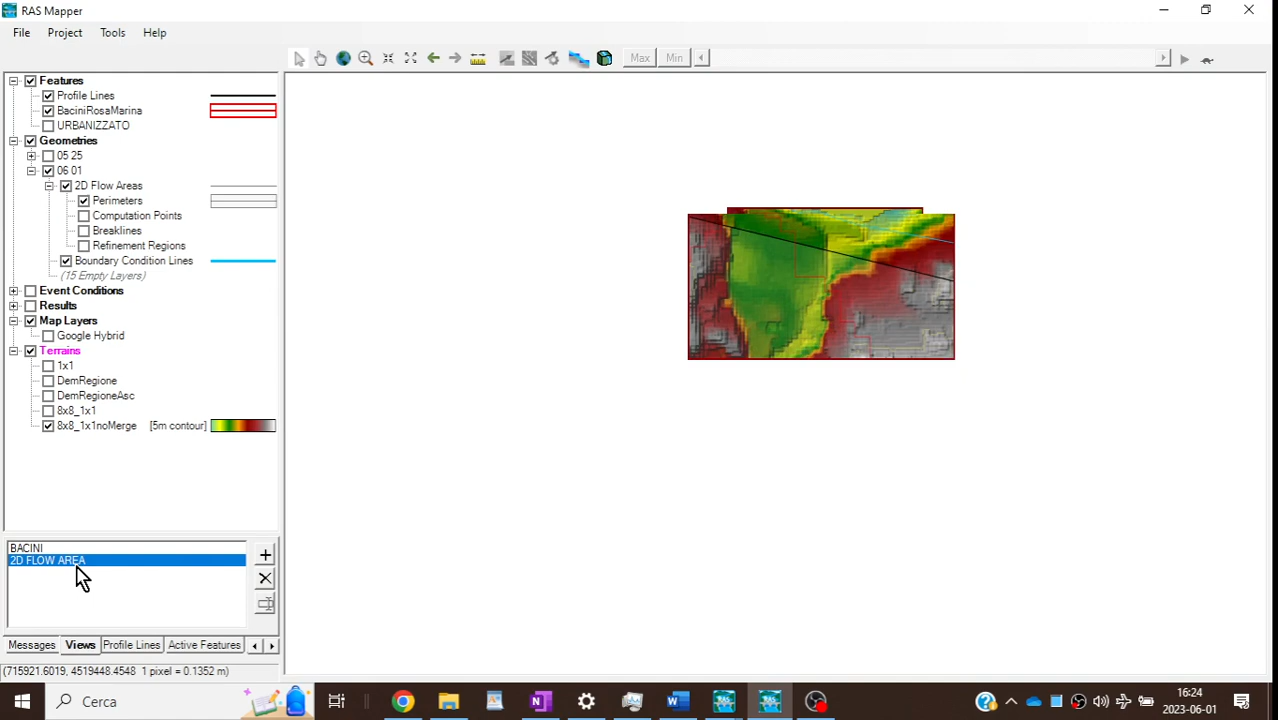 RAS Mapper
File Project Tools Help
Max Min
Features
Profile Lines
BaciniRosaMarina
URBANIZZATO
Geometries
05 25
06 01
2D Flow Areas
Perimeters
Computation Points
Breaklines
Refinement Regions
Boundary Condition Lines
(15 Empty Layers)
Event Conditions
Results
Map Layers
Google Hybrid
Terrains
1x1
DemRegione
DemRegioneAsc
8x8_1x1
8x8_1x1noMerge [5m contour]
BACINI
2D FLOW AREA
Messages Views Profile Lines Active Features
(715921.6019, 4519448.4548 1 pixel = 0.1352 m)
Cerca
16:24
2023-06-01